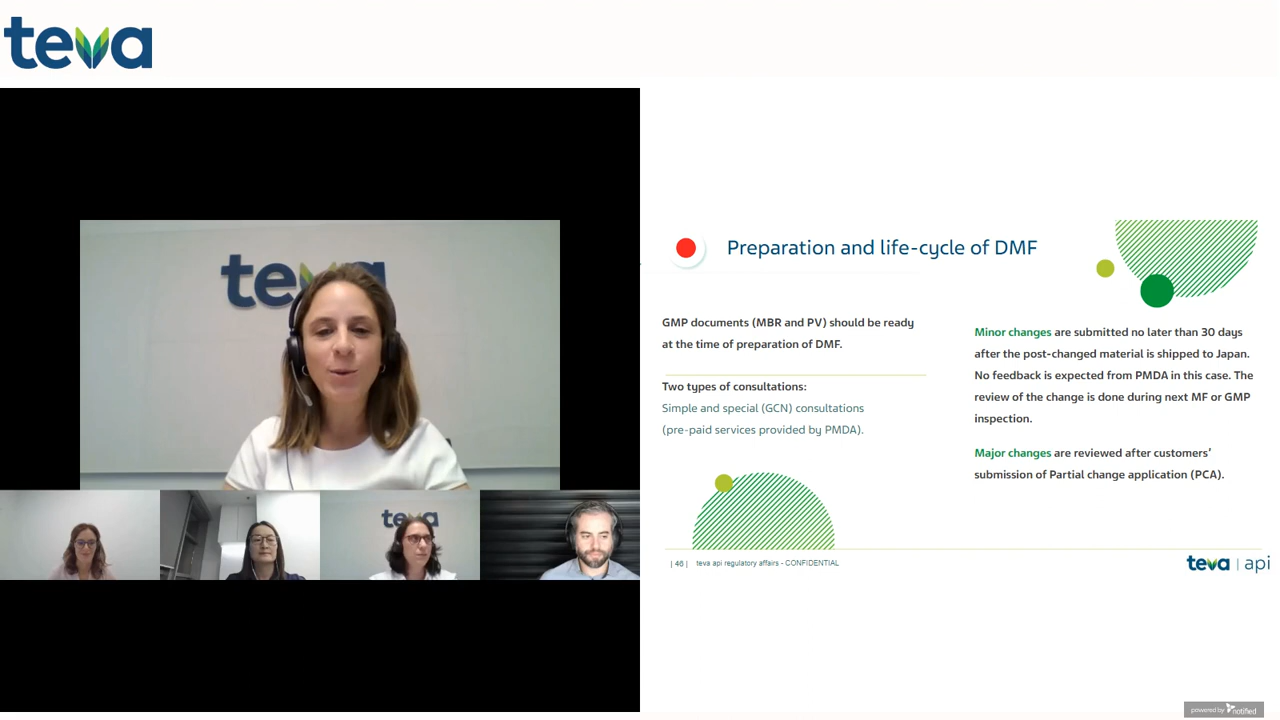 teva
teva
teva
Preparation and life-cycle of DMF
GMP documents (MBR and PV) should be ready
at the time of preparation of DMF.
Two types of consultations:
Simple and special (GCN) consultations
(pre-paid services provided by PMDA).
Minor changes are submitted no later than 30 days
after the post-changed material is shipped to Japan.
No feedback is expected from PMDA in this case. The
review of the change is done during next MF or GMP
inspection.
Major changes are reviewed after customers’
submission of Partial change application (PCA).
| 46 | teva api regulatory affairs - CONFIDENTIAL
teva | api
powered by notified